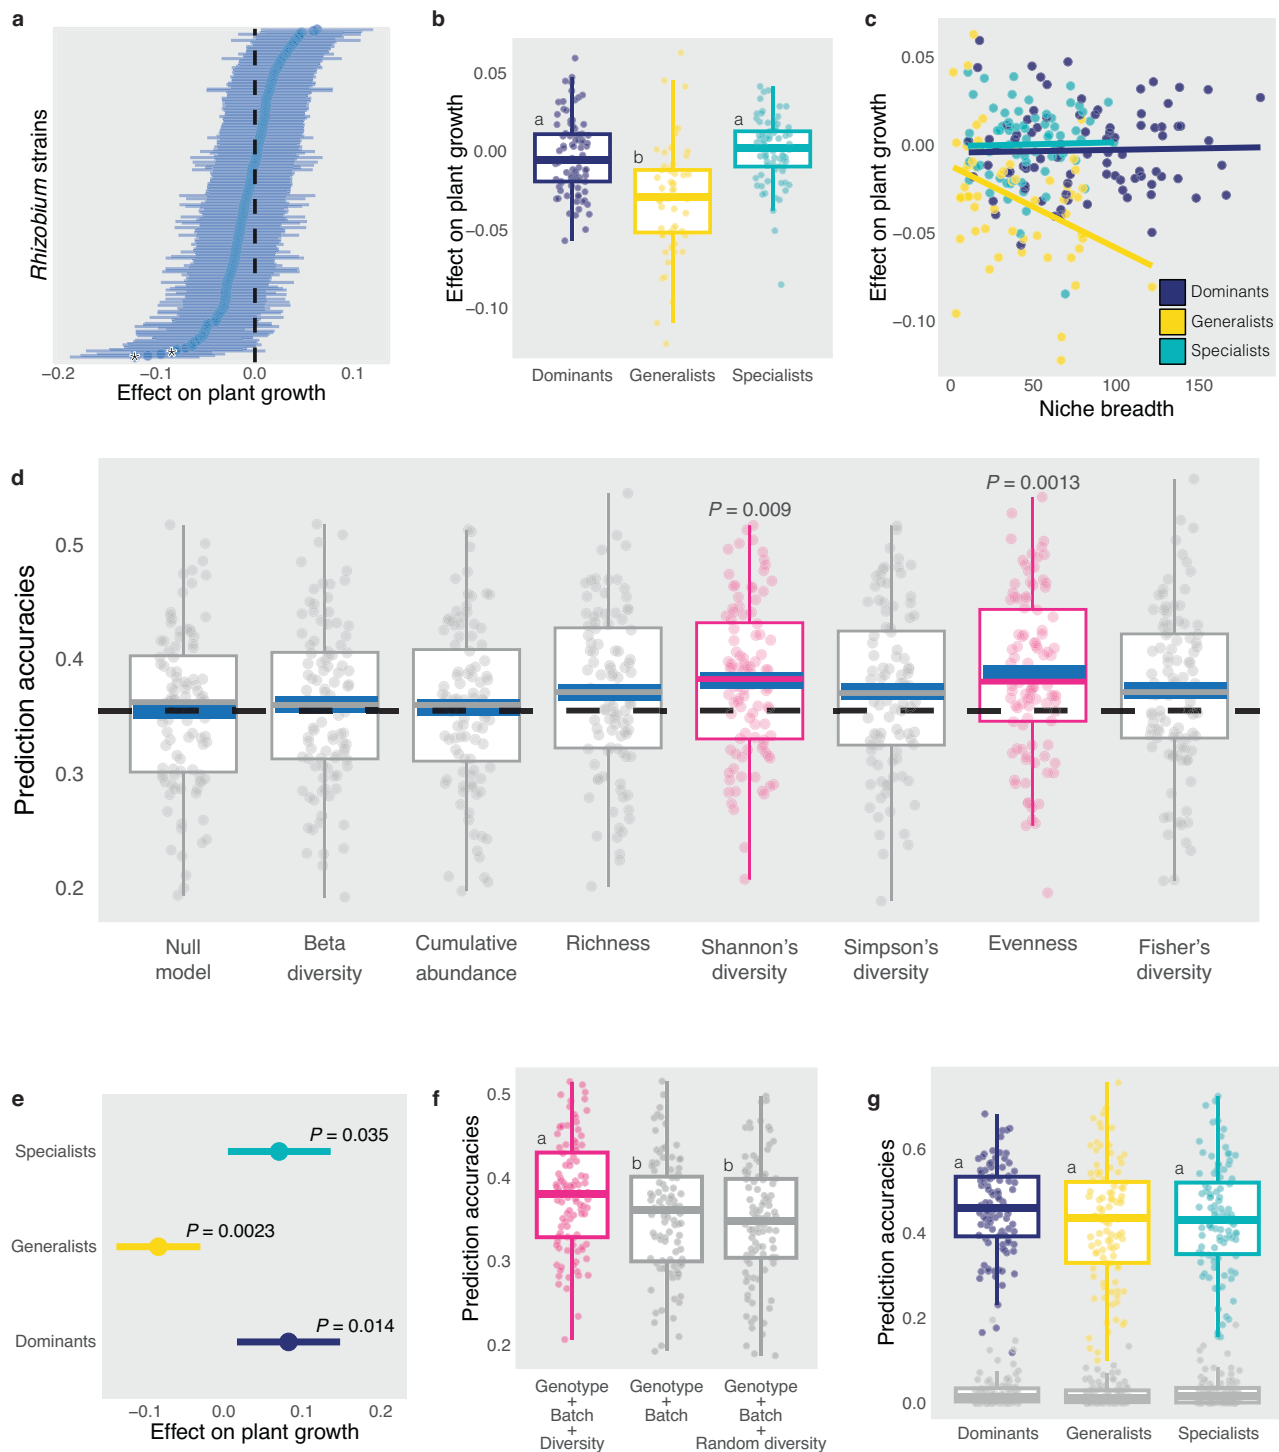 a
Rhizobium strains
*
*
−0.2
−0.1
0.0
0.1
Effect on plant growth
b
Effect on plant growth
0.05
0.00
−0.05
−0.10
a
b
a
Dominants
Generalists
Specialists
c
Effect on plant growth
0.05
0.00
−0.05
−0.10
Dominants
Generalists
Specialists
0
50
100
150
Niche breadth
d
Prediction accuracies
0.5
0.4
0.3
0.2
P = 0.009
P = 0.0013
Null
model
Beta
diversity
Cumulative
abundance
Richness
Shannon's
diversity
Simpson's
diversity
Evenness
Fisher's
diversity
e
Specialists
Generalists
Dominants
P = 0.035
P = 0.0023
P = 0.014
−0.1
0.0
0.1
0.2
Effect on plant growth
f
Prediction accuracies
0.5
0.4
0.3
0.2
a
b
b
Genotype
+
Batch
+
Diversity
Genotype
+
Batch
Genotype
+
Batch
+
Random diversity
g
Prediction accuracies
0.6
0.4
0.2
0.0
a
a
a
Dominants
Generalists
Specialists